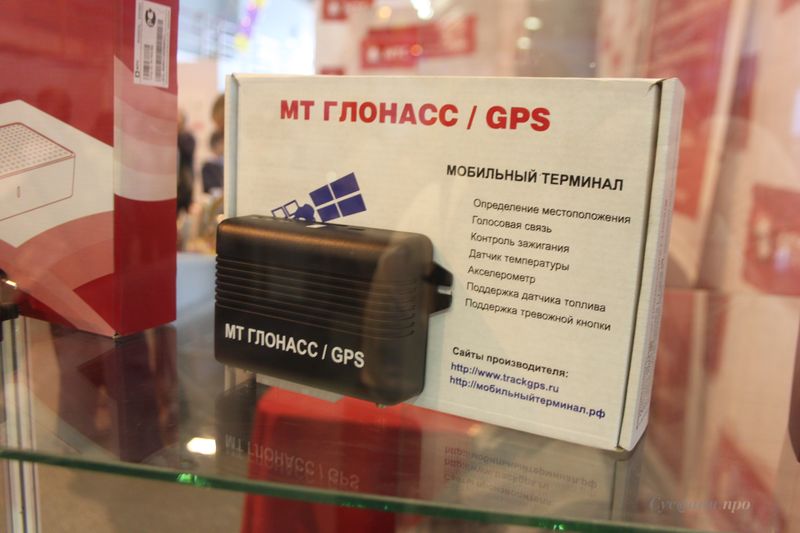 МТ ГЛОНАСС / GPS
МОБИЛЬНЫЙ ТЕРМИНАЛ
Определение местоположения
Голосовая связь
Контроль зажигания
Датчик температуры
Акселерометр
Поддержка датчика топлива
Поддержка тревожной кнопки
Сайты производителя:
http://www.trackgps.ru
http://мобильныйтерминал.рф
МТ ГЛОНАСС / GPS